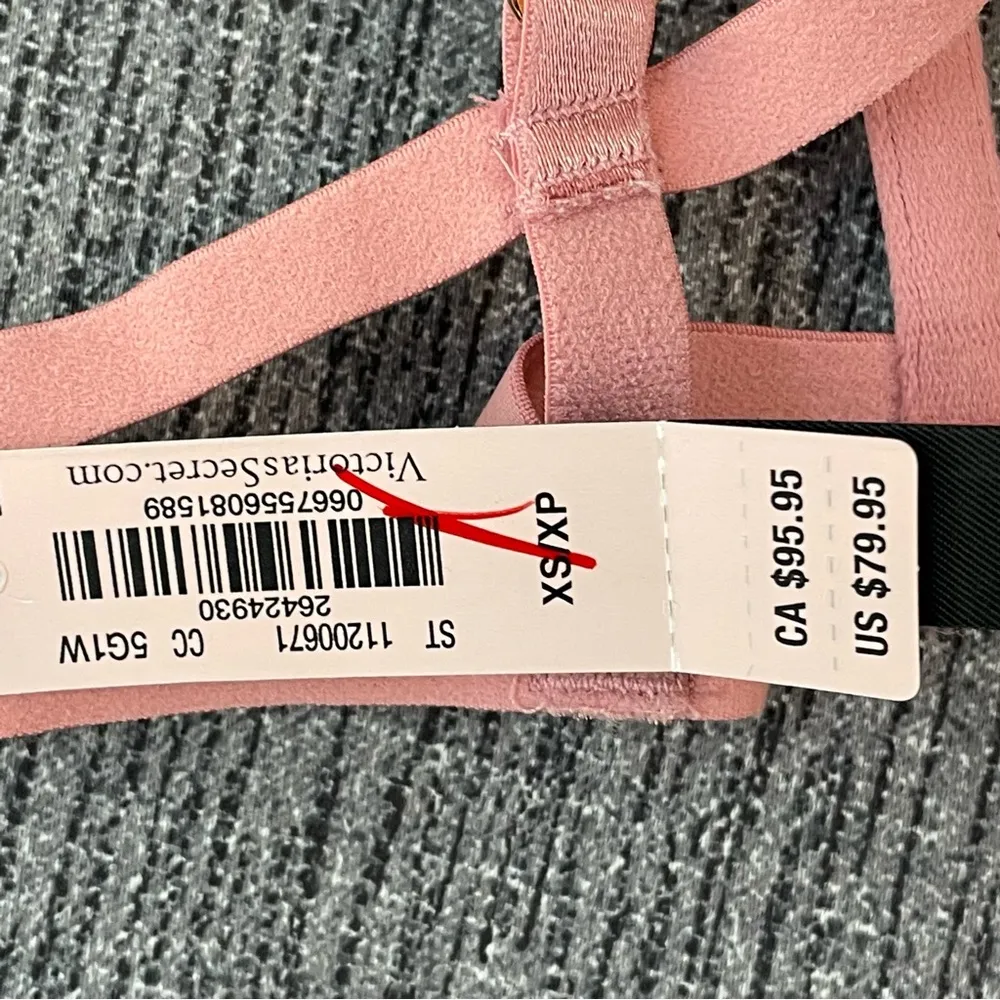 ST 11200671 CC 5G1W
26424930
0667556081589
VictoriasSecret.com
XS/XP
CA $95.95
US $79.95